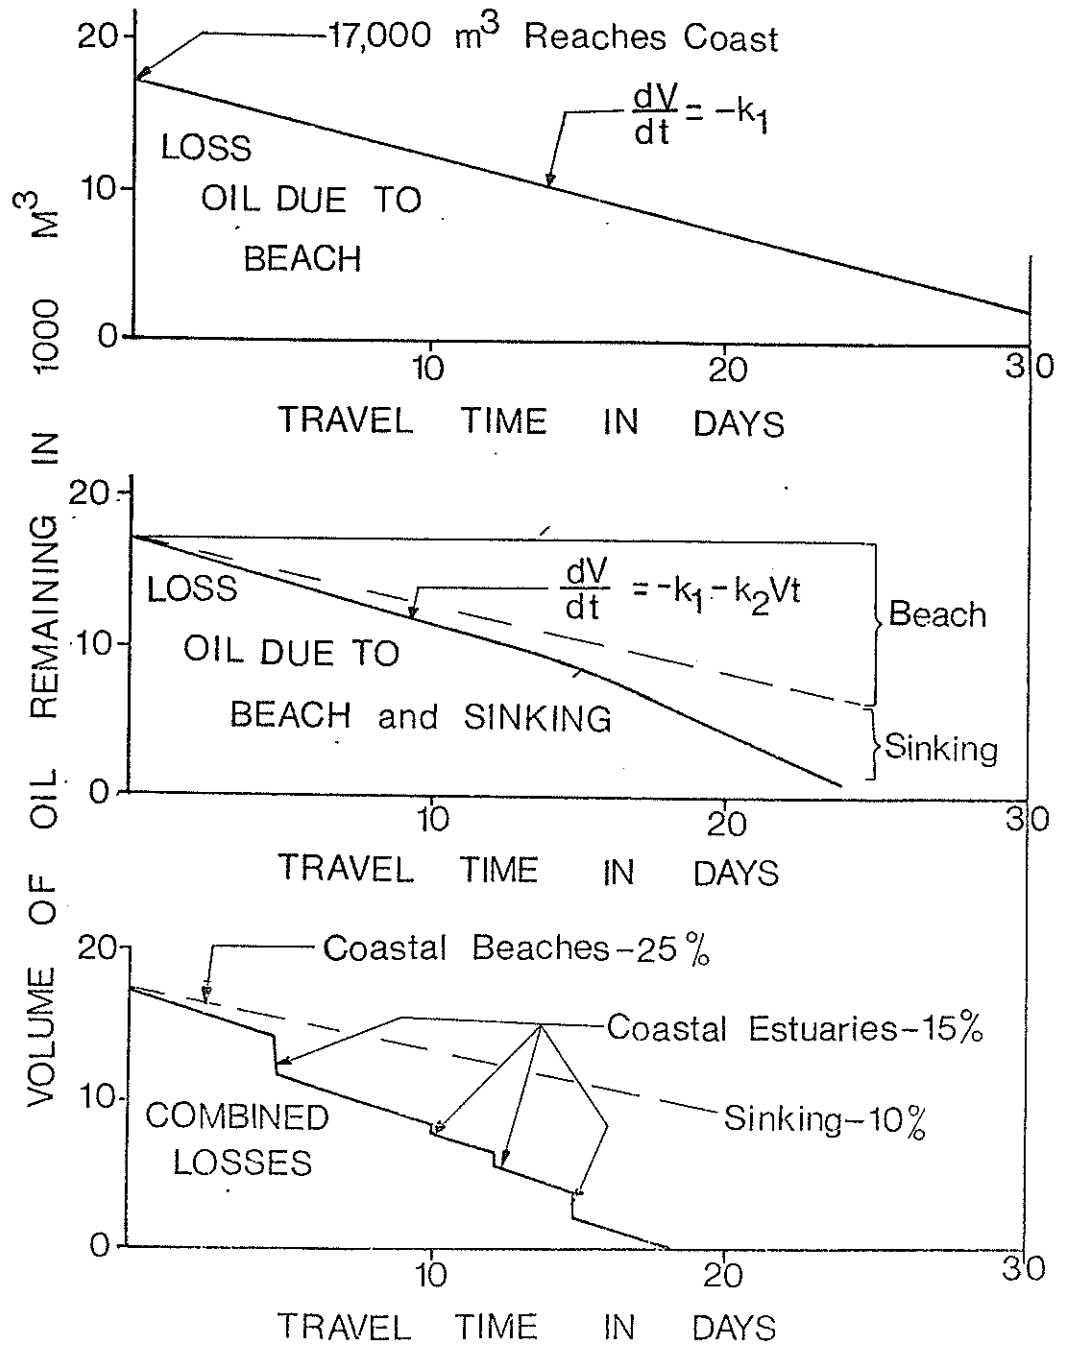 VOLUME OF OIL REMAINING IN 1000 M³
20
17,000 m³ Reaches Coast
dV/dt = -k₁
LOSS
OIL DUE TO
BEACH
10
0
10
20
30
TRAVEL TIME IN DAYS
20
LOSS
dV/dt = -k₁-k₂Vt
Beach
10
OIL DUE TO
BEACH and SINKING
Sinking
0
10
20
30
TRAVEL TIME IN DAYS
20
Coastal Beaches-25%
Coastal Estuaries-15%
10
COMBINED
LOSSES
Sinking-10%
0
10
20
30
TRAVEL TIME IN DAYS